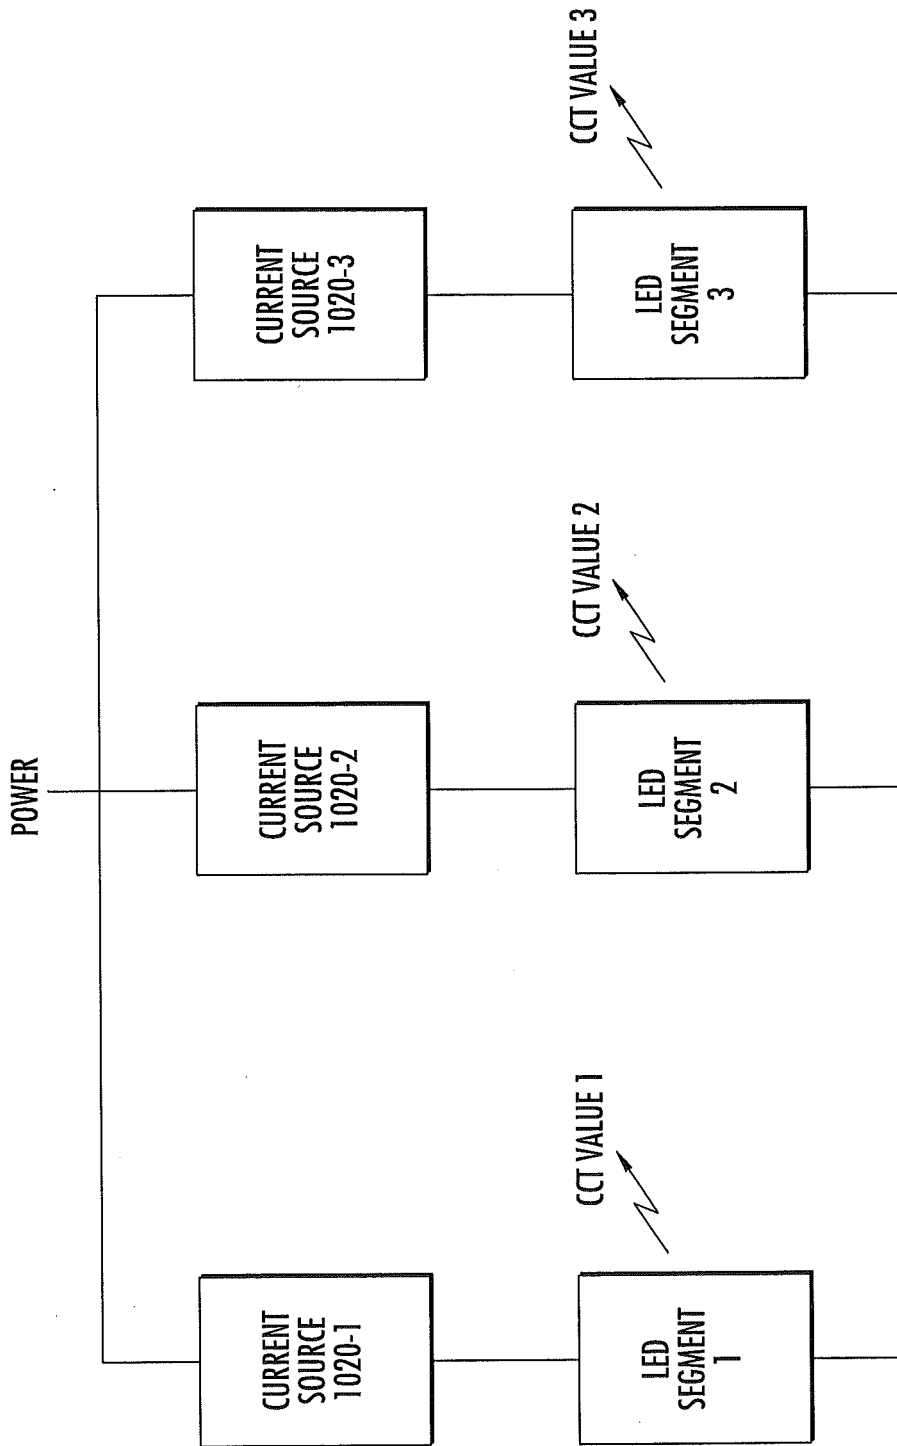 POWER
CURRENT
SOURCE
1020-1
CURRENT
SOURCE
1020-2
CURRENT
SOURCE
1020-3
CCT VALUE 1
CCT VALUE 2
CCT VALUE 3
LED
SEGMENT
1
LED
SEGMENT
2
LED
SEGMENT
3